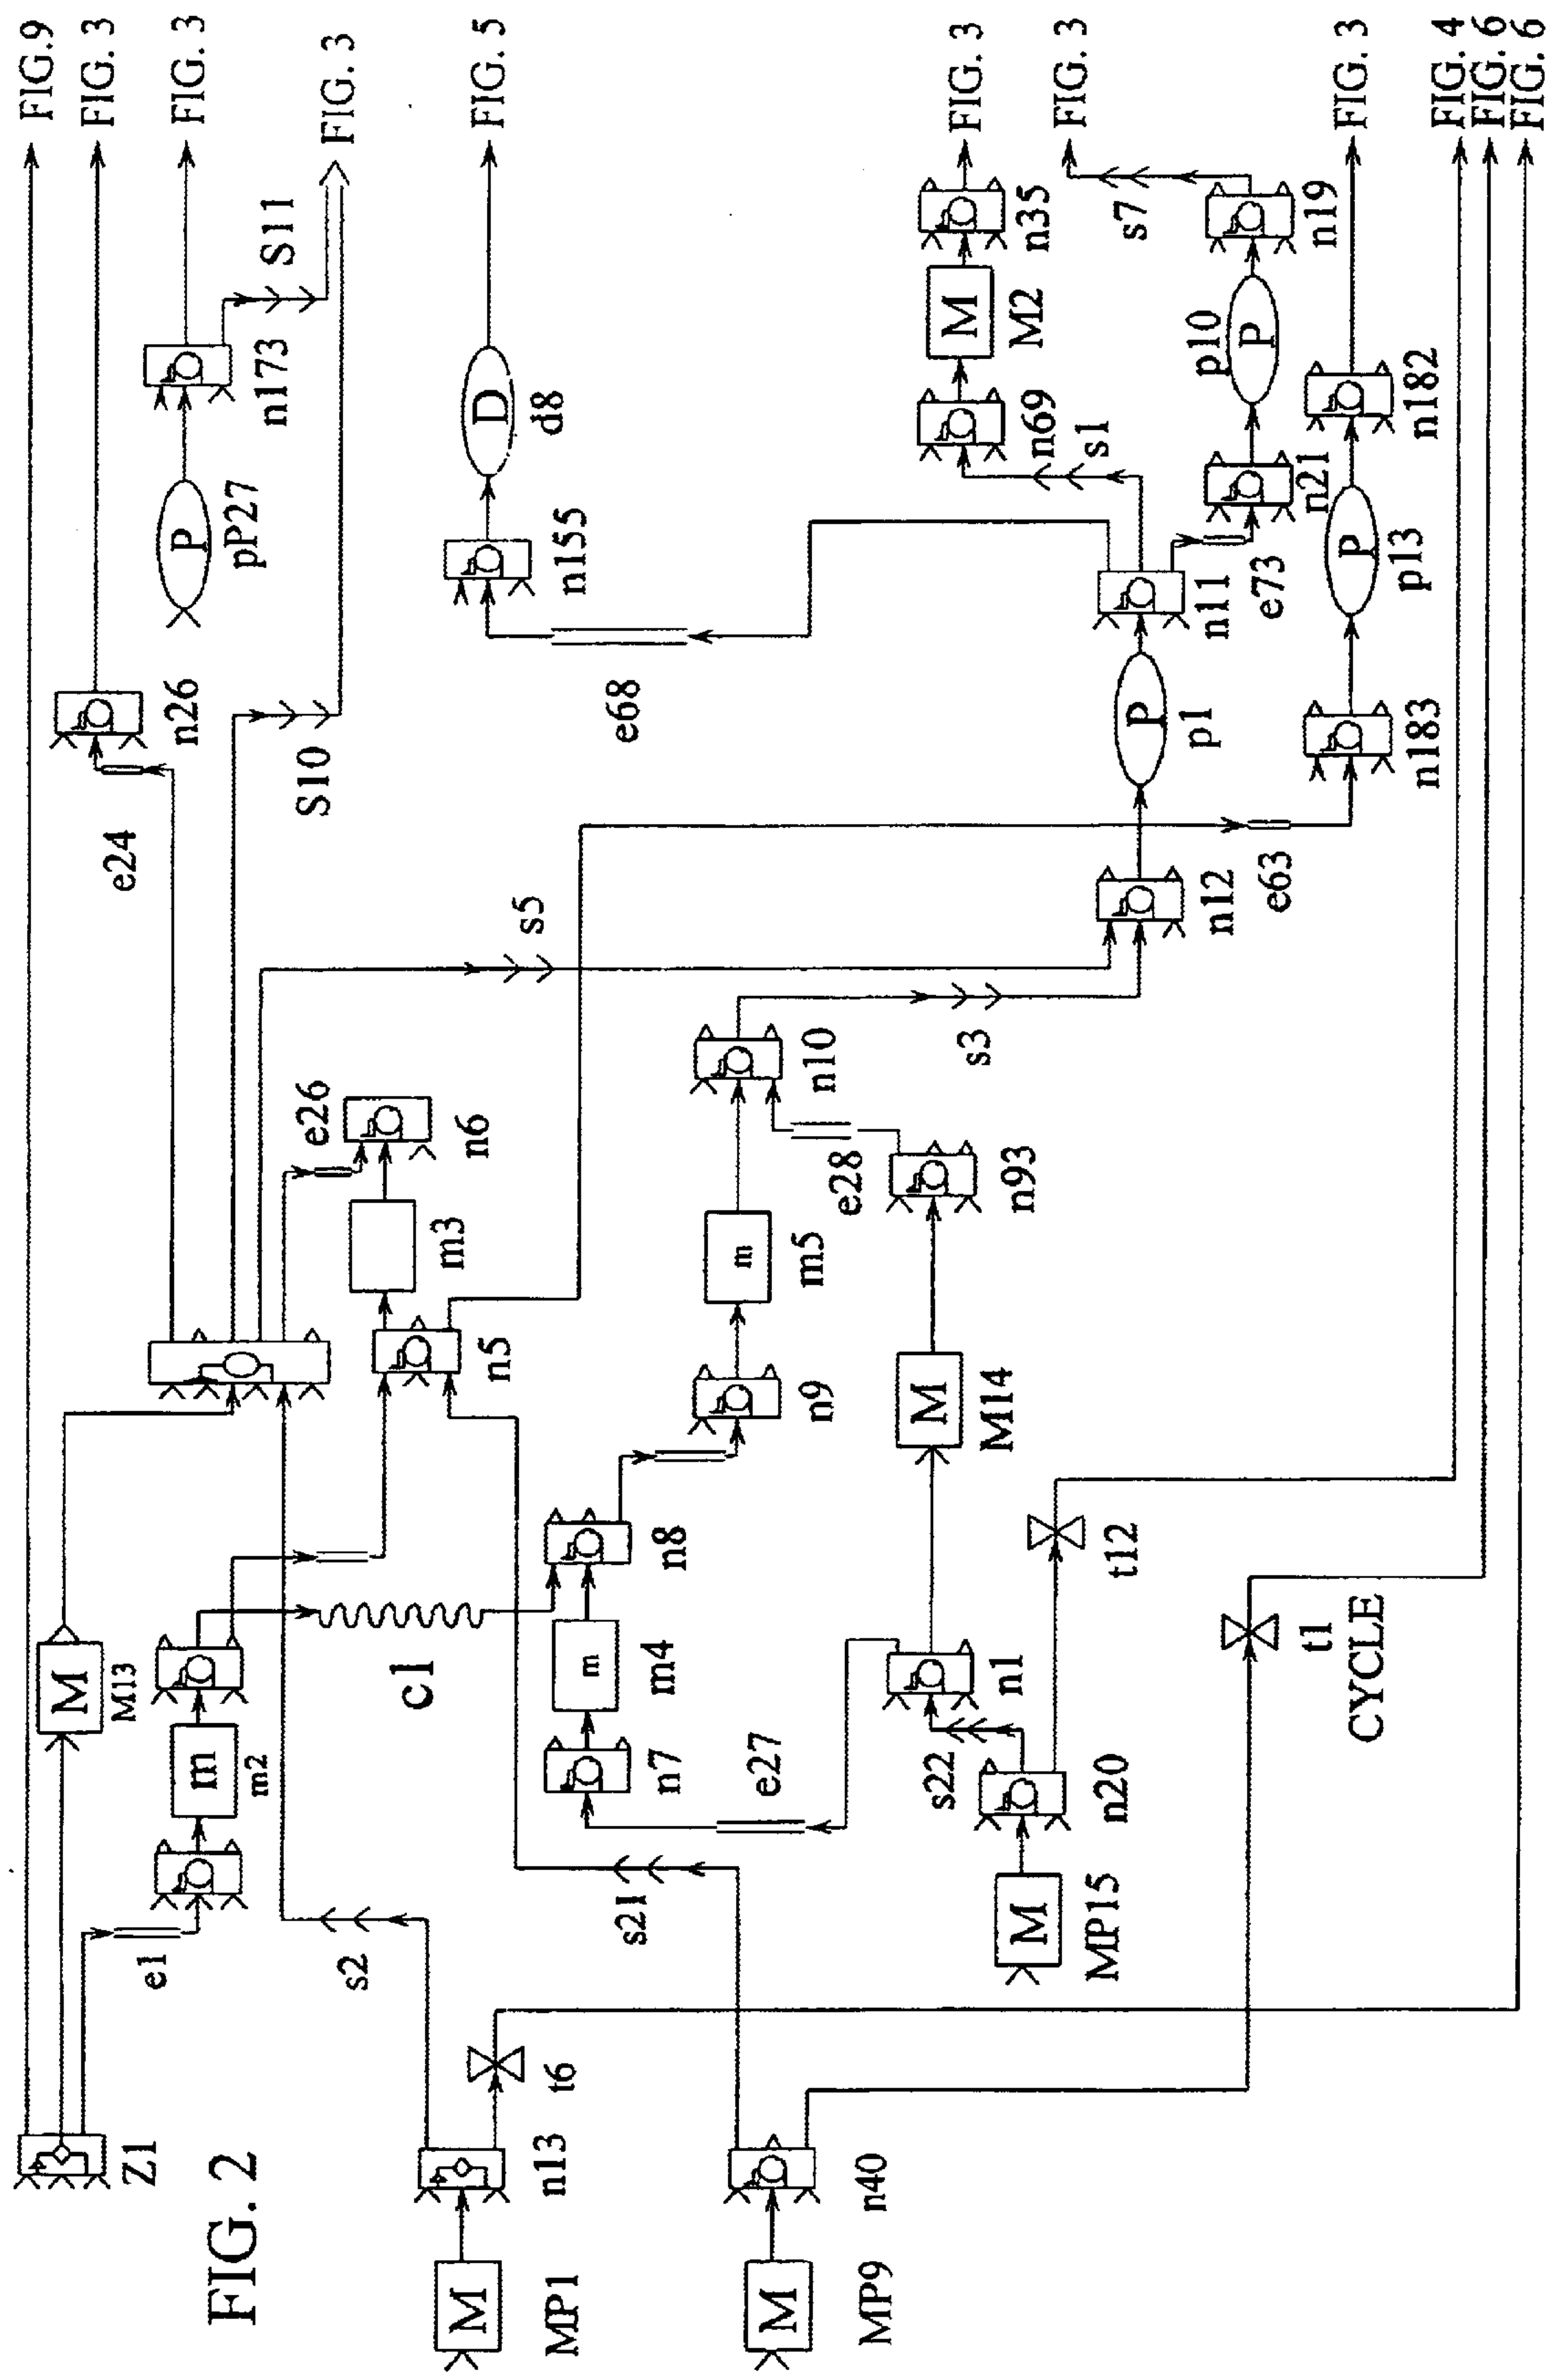 FIG. 2
FIG.9
FIG. 3
FIG. 3
FIG. 3
FIG. 5
FIG. 3
FIG. 3
FIG. 3
FIG. 4
FIG. 6
FIG. 6
Z1
M
M13
e1
m
m2
s2
e24
n26
P
pP27
n173
S11
S10
s5
e26
n6
m3
n5
c1
M
MP1
n13
t6
s21
n7
m
m4
n8
n9
m
m5
n10
s3
e68
n155
D
d8
M
MP9
n40
e27
M
MP15
n20
s22
n1
M
M14
e28
n93
t12
t1
CYCLE
n12
P
p1
n11
s1
n69
M
M2
n35
e73
n21
P
p10
n19
s7
e63
n183
P
p13
n182